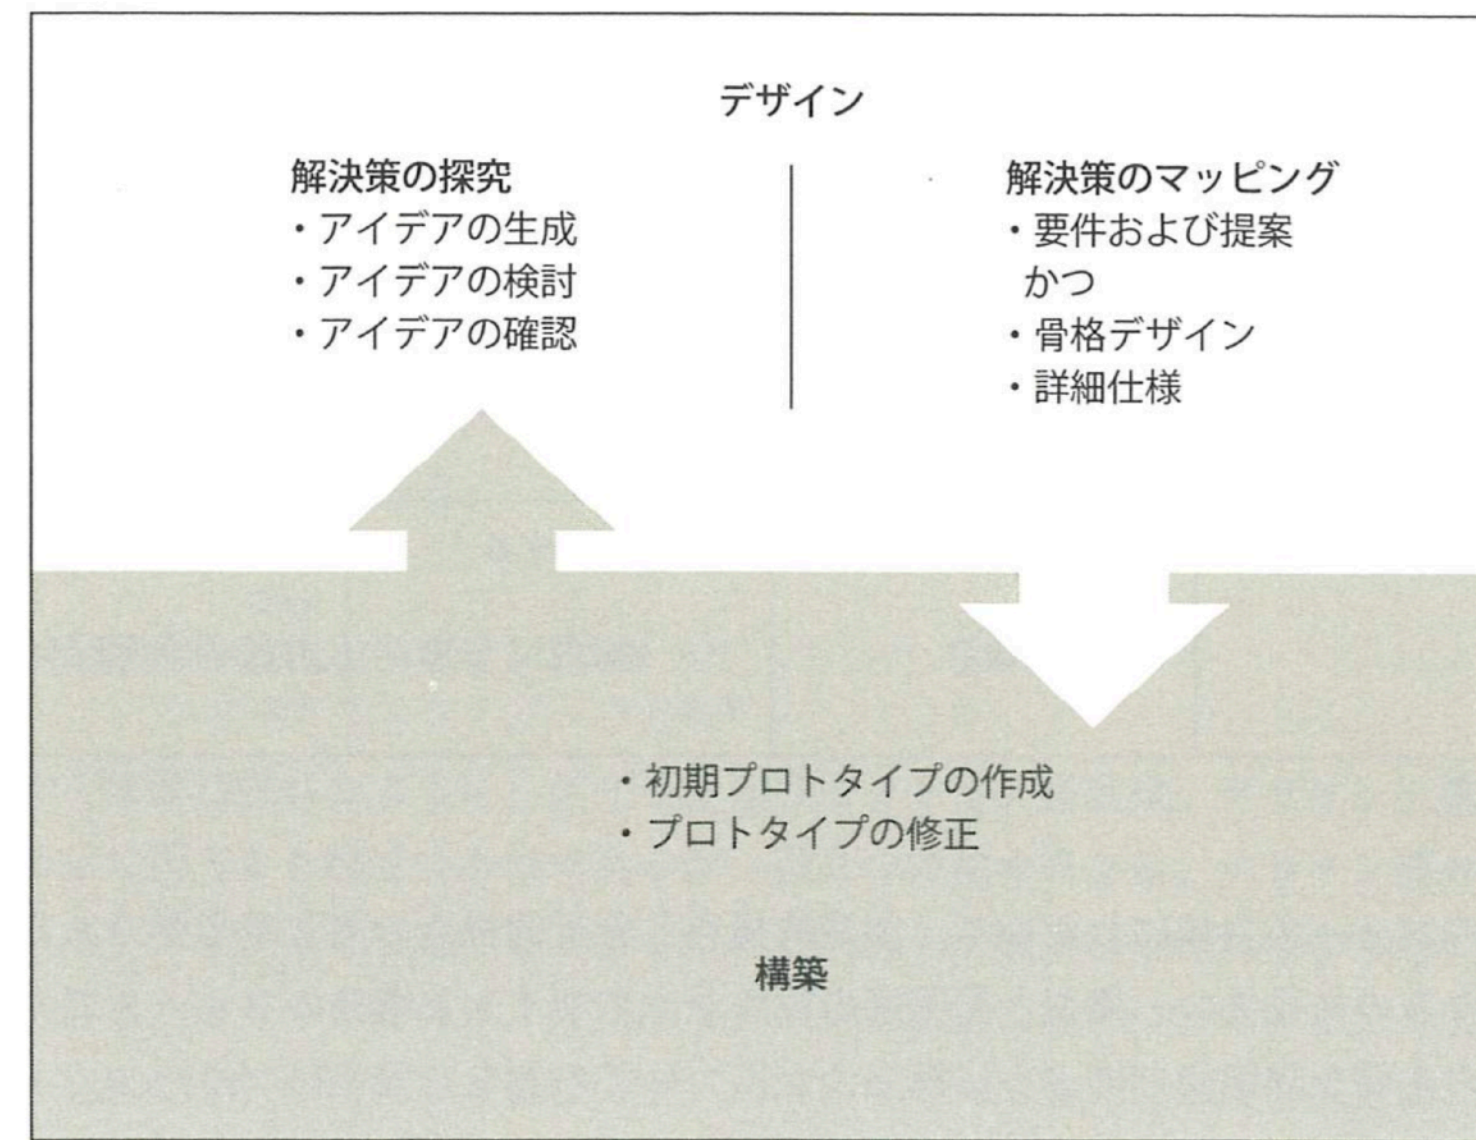 デザイン
解決策の探究
・アイデアの生成
・アイデアの検討
・アイデアの確認
解決策のマッピング
・要件および提案
かつ
・骨格デザイン
・詳細仕様
・初期プロトタイプの作成
・プロトタイプの修正
構築